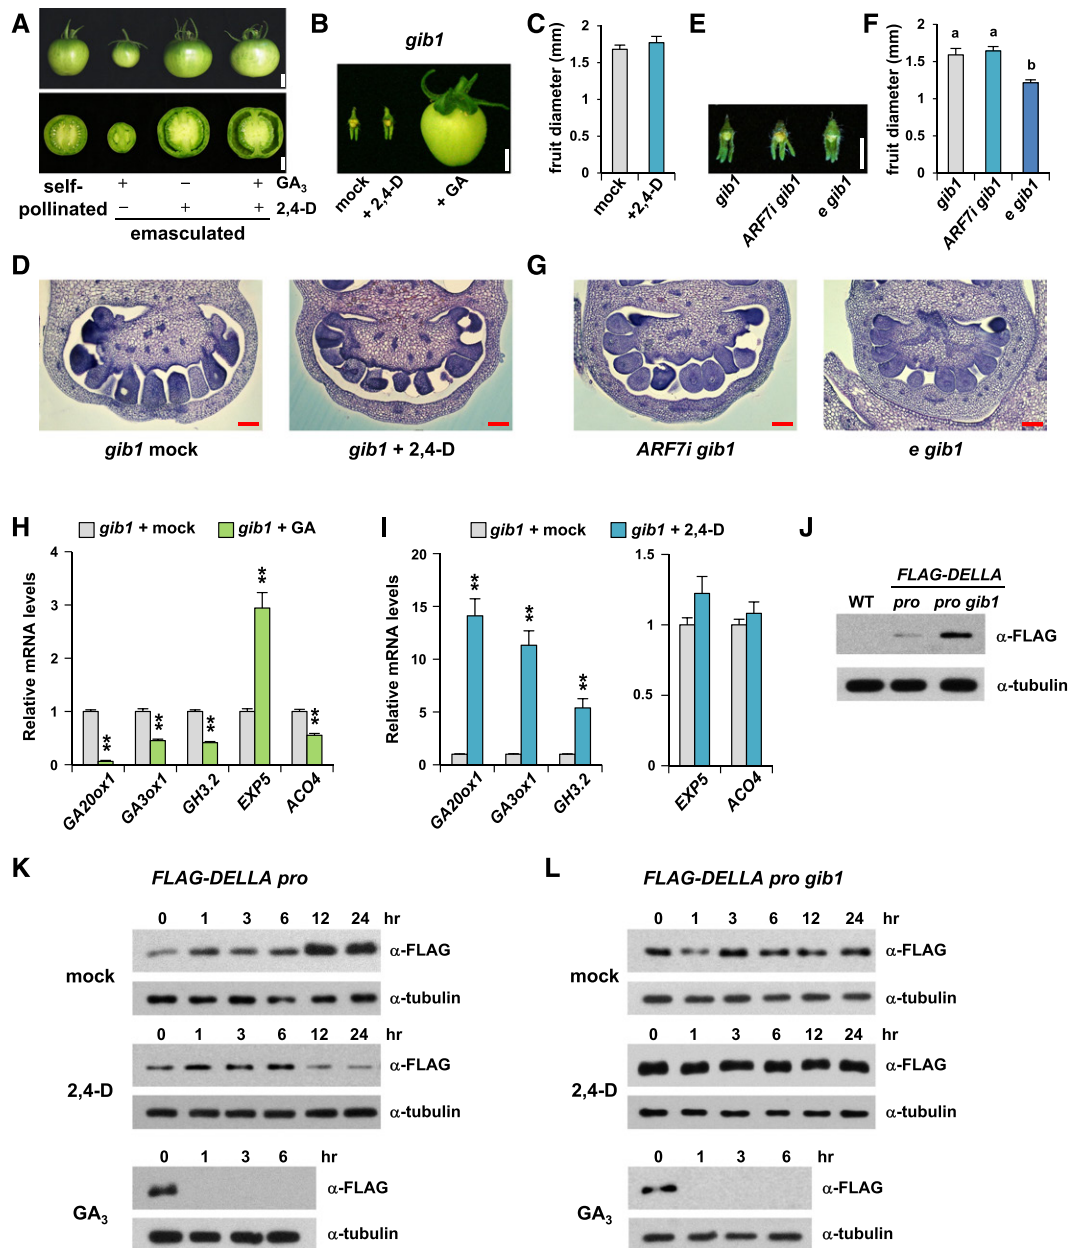 A
self-
pollinated
+ − + GA3
− + + 2,4-D
emasculated
B
gib1
mock
+ 2,4-D
+ GA
C
fruit diameter (mm)
2
1.5
1
0.5
0
mock
+2,4-D
E
gib1
ARF7i gib1
e gib1
F
fruit diameter (mm)
2
1.5
1
0.5
0
a
a
b
gib1
ARF7i gib1
e gib1
D
gib1 mock
gib1 + 2,4-D
G
ARF7i gib1
e gib1
H
gib1 + mock
gib1 + GA
Relative mRNA levels
4
3
2
1
0
**
**
**
**
**
GA20ox1
GA3ox1
GH3.2
EXP5
ACO4
I
gib1 + mock
gib1 + 2,4-D
Relative mRNA levels
20
15
10
5
0
**
**
**
GA20ox1
GA3ox1
GH3.2
1.5
1
0.5
0
EXP5
ACO4
J
FLAG-DELLA
WT pro pro gib1
α-FLAG
α-tubulin
K
FLAG-DELLA pro
0 1 3 6 12 24 hr
mock
α-FLAG
α-tubulin
0 1 3 6 12 24 hr
2,4-D
α-FLAG
α-tubulin
0 1 3 6 hr
GA3
α-FLAG
α-tubulin
L
FLAG-DELLA pro gib1
0 1 3 6 12 24 hr
mock
α-FLAG
α-tubulin
0 1 3 6 12 24 hr
2,4-D
α-FLAG
α-tubulin
0 1 3 6 hr
GA3
α-FLAG
α-tubulin